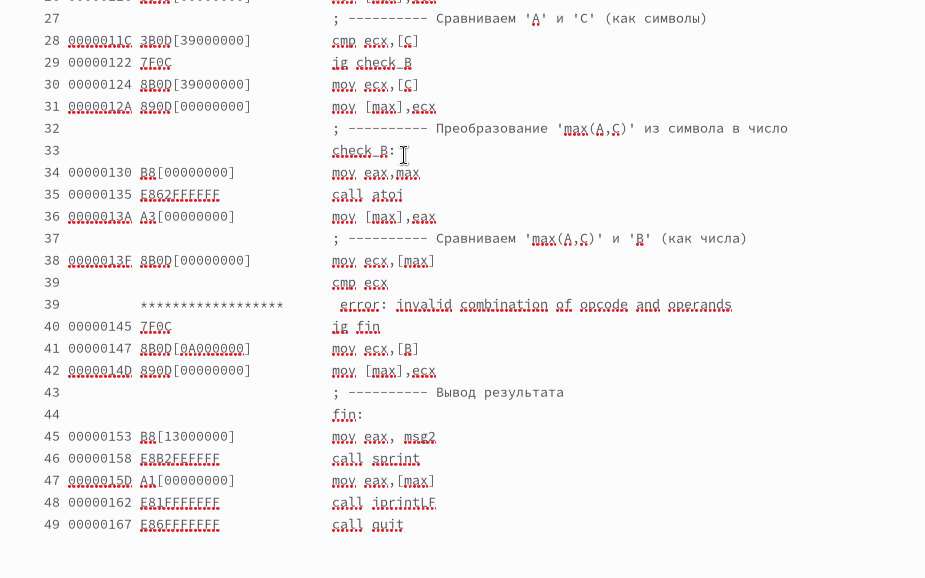 27 ; ---------- Сравниваем 'A' и 'C' (как символы)
28 0000011C 3B0D[39000000] cmp ecx,[C]
29 00000122 7F0C jg check_B
30 00000124 8B0D[39000000] mov ecx,[C]
31 0000012A 890D[00000000] mov [max],ecx
32 ; ---------- Преобразование 'max(A,C)' из символа в число
33 check_B:
34 00000130 B8[00000000] mov eax,max
35 00000135 E862FFFFFF call atoi
36 0000013A A3[00000000] mov [max],eax
37 ; ---------- Сравниваем 'max(A,C)' и 'B' (как числа)
38 0000013F 8B0D[00000000] mov ecx,[max]
39 cmp ecx
39 ****************** error: invalid combination of opcode and operands
40 00000145 7F0C jg fin
41 00000147 8B0D[0A000000] mov ecx,[B]
42 0000014D 890D[00000000] mov [max],ecx
43 ; ---------- Вывод результата
44 fin:
45 00000153 B8[13000000] mov eax, msg2
46 00000158 E8B2FEFFFF call sprint
47 0000015D A1[00000000] mov eax,[max]
48 00000162 E81FFFFFFF call iprintLF
49 00000167 E86FFFFFFF call quit